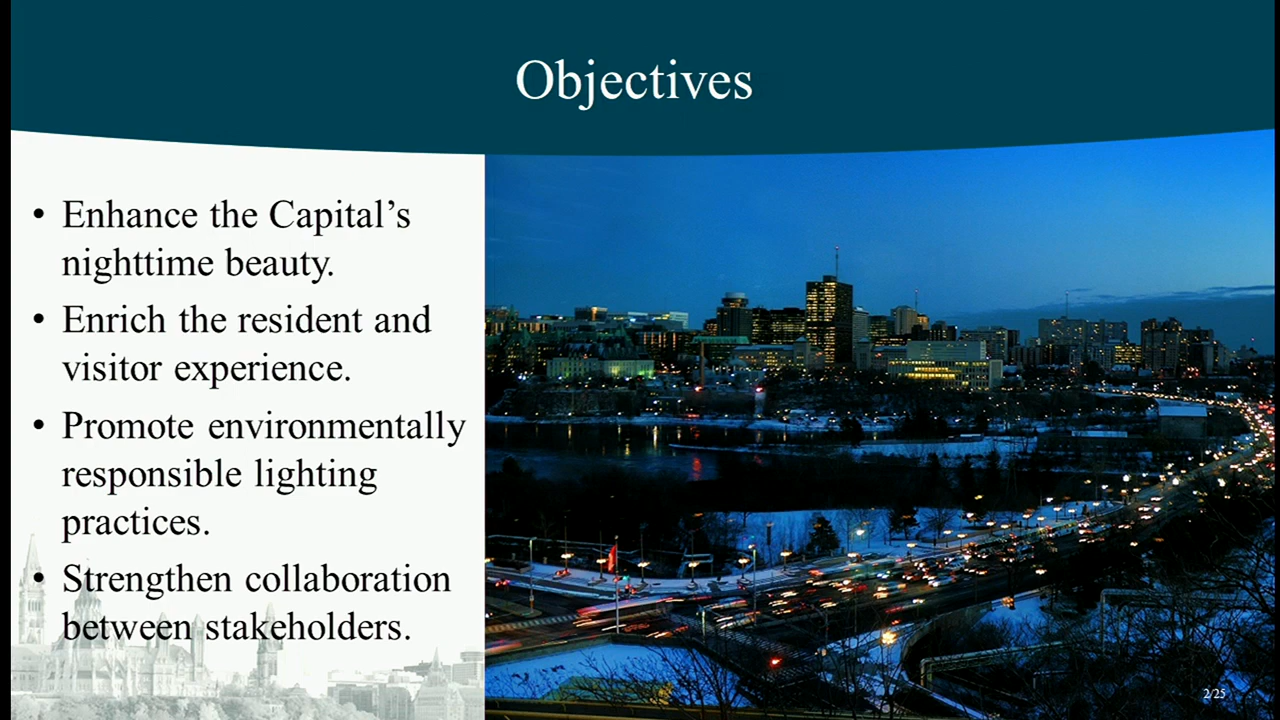 Objectives
• Enhance the Capital’s
nighttime beauty.
• Enrich the resident and
visitor experience.
• Promote environmentally
responsible lighting
practices.
• Strengthen collaboration
between stakeholders.
2/25